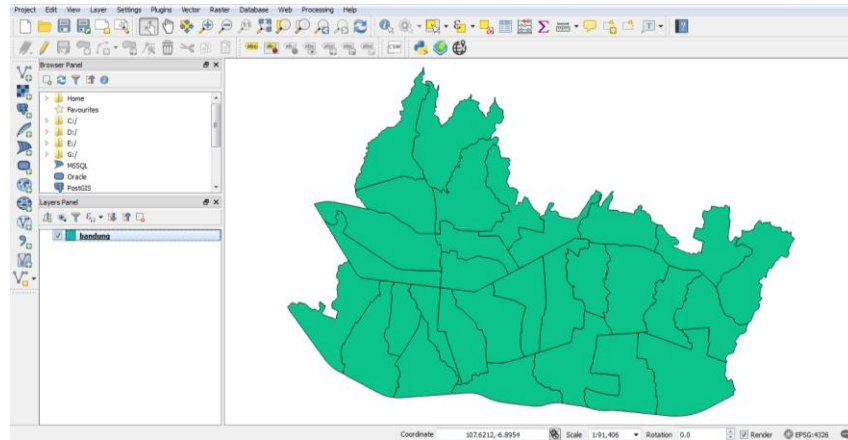 Project Edit View Layer Settings Plugins Vector Raster Database Web Processing Help
Browser Panel
Home
Favourites
C:/
D:/
E:/
G:/
MSSQL
Oracle
PostGIS
Layers Panel
bandung
Coordinate 107.6212,-6.8954 Scale 1:91,406 Rotation 0.0 Render EPSG:4326